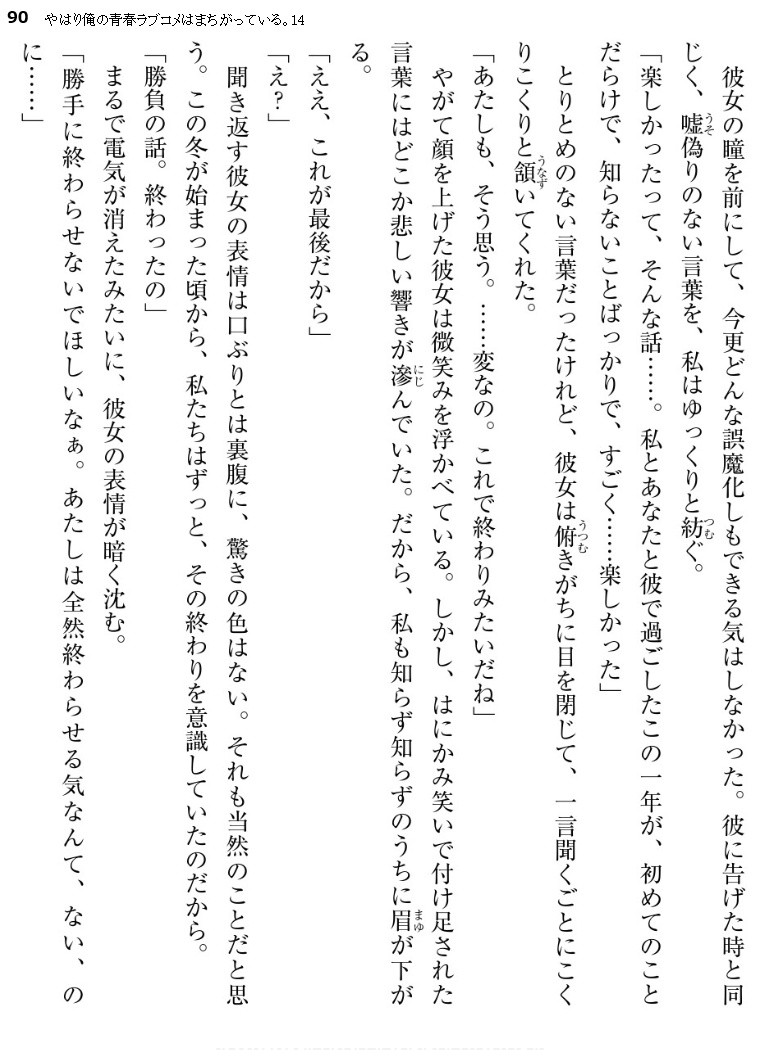 90 やはり俺の青春ラブコメはまちがっている。14
彼女の瞳を前にして、今更どんな誤魔化しもできる気はしなかった。彼に告げた時と同
じく、嘘偽りのない言葉を、私はゆっくりと紡ぐ。
「楽しかったって、そんな話……。私とあなたと彼で過ごしたこの一年が、初めてのこと
だらけで、知らないことばっかりで、すごく……楽しかった」
とりとめのない言葉だったけれど、彼女は俯きがちに目を閉じて、一言聞くごとにこく
りこくりと頷いてくれた。
「あたしも、そう思う。……変なの。これで終わりみたいだね」
やがて顔を上げた彼女は微笑みを浮かべている。しかし、はにかみ笑いで付け足された
言葉にはどこか悲しい響きが滲んでいた。だから、私も知らず知らずのうちに眉が下が
る。
「ええ、これが最後だから」
「え？」
聞き返す彼女の表情は口ぶりとは裏腹に、驚きの色はない。それも当然のことだと思
う。この冬が始まった頃から、私たちはずっと、その終わりを意識していたのだから。
「勝負の話。終わったの」
まるで電気が消えたみたいに、彼女の表情が暗く沈む。
「勝手に終わらせないでほしいなぁ。あたしは全然終わらせる気なんて、ない、の
に……」